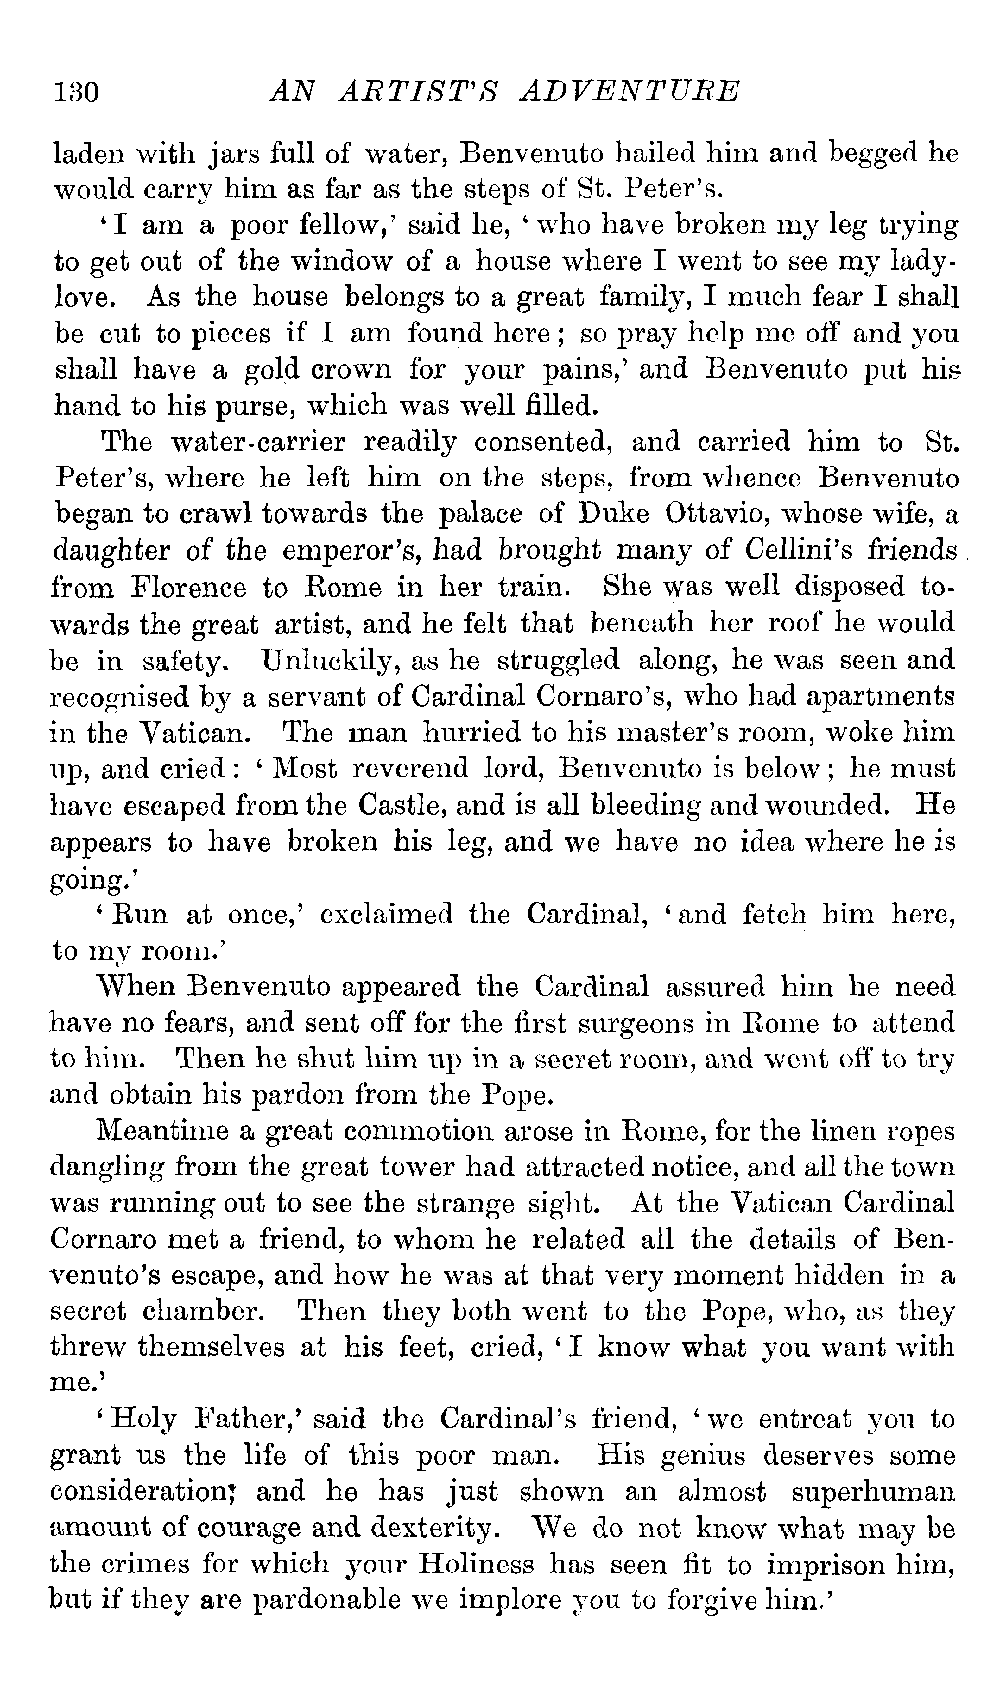 130 AN ARTIST'S ADVENTURE
laden with jars full of water, Benvenuto hailed him and begged he
would carry him as far as the steps of St. Peter's.
‘I am a poor fellow,’ said he, ‘who have broken my leg trying
to get out of the window of a house where I went to see my lady-
love. As the house belongs to a great family, I much fear I shall
be cut to pieces if I am found here; so pray help me off and you
shall have a gold crown for your pains,’ and Benvenuto put his
hand to his purse, which was well filled.
The water-carrier readily consented, and carried him to St.
Peter's, where he left him on the steps, from whence Benvenuto
began to crawl towards the palace of Duke Ottavio, whose wife, a
daughter of the emperor's, had brought many of Cellini's friends
from Florence to Rome in her train. She was well disposed to-
wards the great artist, and he felt that beneath her roof he would
be in safety. Unluckily, as he struggled along, he was seen and
recognised by a servant of Cardinal Cornaro's, who had apartments
in the Vatican. The man hurried to his master's room, woke him
up, and cried: ‘Most reverend lord, Benvenuto is below; he must
have escaped from the Castle, and is all bleeding and wounded. He
appears to have broken his leg, and we have no idea where he is
going.’
‘Run at once,’ exclaimed the Cardinal, ‘and fetch him here,
to my room.’
When Benvenuto appeared the Cardinal assured him he need
have no fears, and sent off for the first surgeons in Rome to attend
to him. Then he shut him up in a secret room, and went off to try
and obtain his pardon from the Pope.
Meantime a great commotion arose in Rome, for the linen ropes
dangling from the great tower had attracted notice, and all the town
was running out to see the strange sight. At the Vatican Cardinal
Cornaro met a friend, to whom he related all the details of Ben-
venuto's escape, and how he was at that very moment hidden in a
secret chamber. Then they both went to the Pope, who, as they
threw themselves at his feet, cried, ‘I know what you want with
me.’
‘Holy Father,’ said the Cardinal's friend, ‘we entreat you to
grant us the life of this poor man. His genius deserves some
consideration; and he has just shown an almost superhuman
amount of courage and dexterity. We do not know what may be
the crimes for which your Holiness has seen fit to imprison him,
but if they are pardonable we implore you to forgive him.’